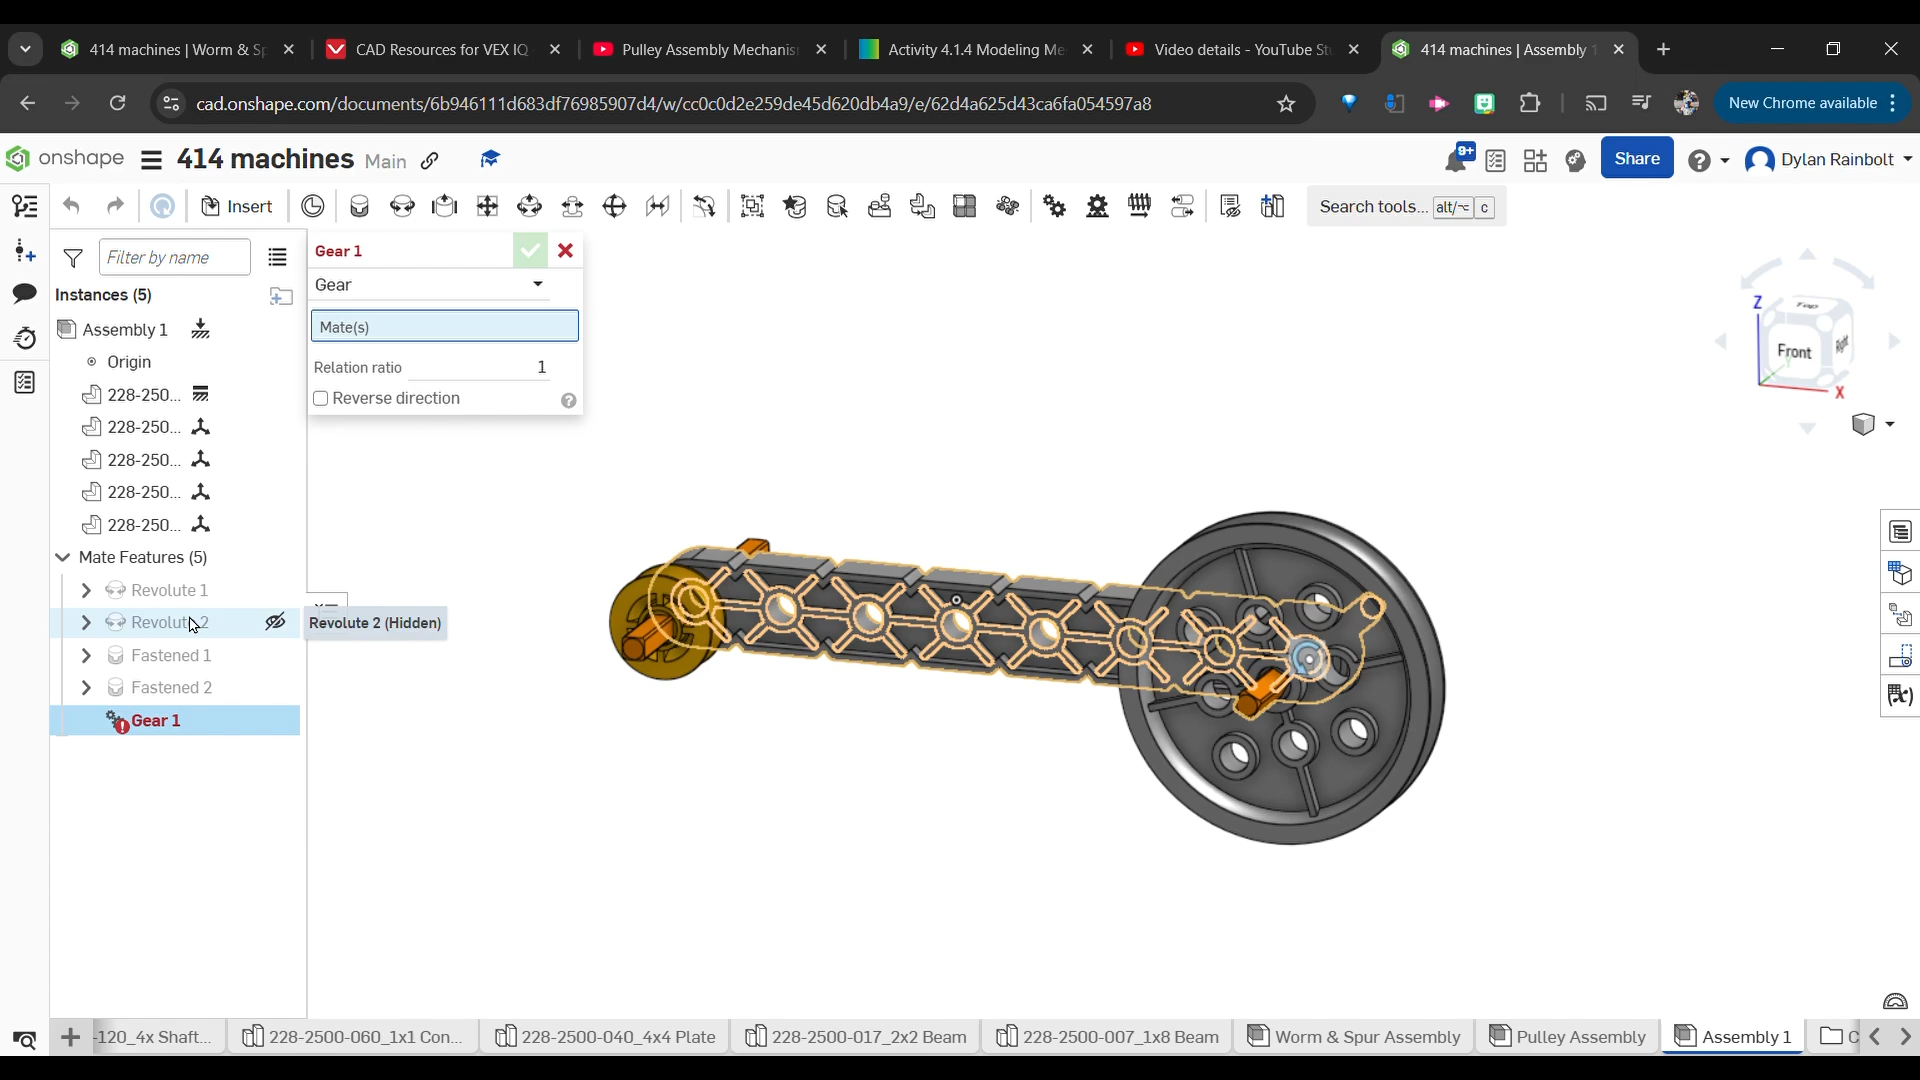 414 machines | Worm & Sp
CAD Resources for VEX IQ
Pulley Assembly Mechanis
Activity 4.1.4 Modeling Me
Video details - YouTube Stu
414 machines | Assembly 1
cad.onshape.com/documents/6b946111d683df76985907d4/w/cc0c0d2e259de45d620db4a9/e/62d4a625d43ca6fa054597a8
New Chrome available
onshape
414 machines
Main
9+
Share
Dylan Rainbolt
Insert
Search tools... alt/⌥ c
Filter by name
Instances (5)
Assembly 1
Origin
228-250...
228-250...
228-250...
228-250...
228-250...
Mate Features (5)
Revolute 1
Revolute 2
Fastened 1
Fastened 2
Gear 1
Revolute 2 (Hidden)
Gear 1
Gear
Mate(s)
Relation ratio 1
Reverse direction
Z
Top
Front
Right
X
-120_4x Shaft...
228-2500-060_1x1 Con...
228-2500-040_4x4 Plate
228-2500-017_2x2 Beam
228-2500-007_1x8 Beam
Worm & Spur Assembly
Pulley Assembly
Assembly 1
C